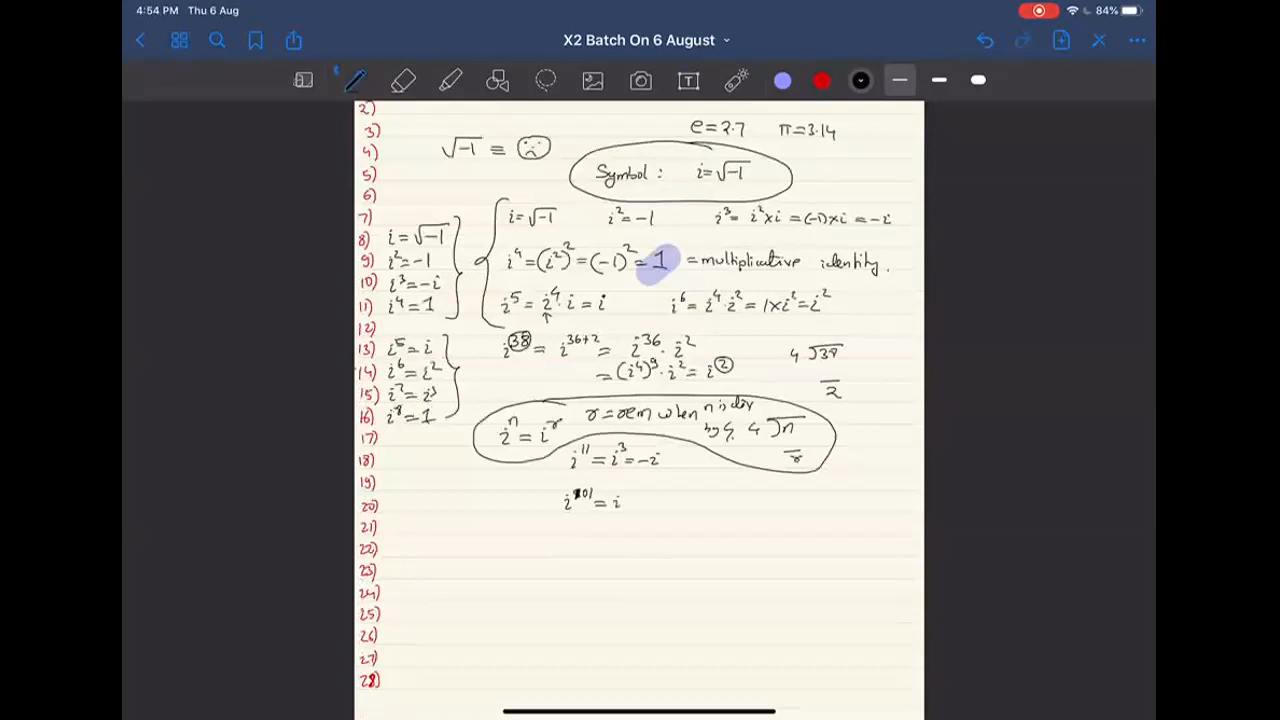 4:54 PM Thu 6 Aug
84%
X2 Batch On 6 August
2)
e = 2.7 π = 3.14
3)
√-1 ≡
4)
Symbol: i = √-1
5)
6)
7) i = √-1 i² = -1 i³ = i² × i = (-1) × i = -i
8) i = √-1
9) i² = -1 i⁴ = (i²)² = (-1)² = 1 = multiplicative identity.
10) i³ = -i
11) i⁴ = 1 i⁵ = i⁴ · i = i i⁶ = i⁴ · i² = 1 × i² = i²
12)
13) i⁵ = i i³⁸ = i³⁶⁺² = i³⁶ · i² 4 ⟌ 38
14) i⁶ = i² = (i⁴)⁹ · i² = i² 2
15) i⁷ = i³
16) i⁸ = 1 r = rem when n is div
17) iⁿ = iʳ by 4. 4 ⟌ n
18) i¹¹ = i³ = -i r
19)
20) i¹⁰¹ = i
21)
22)
23)
24)
25)
26)
27)
28)